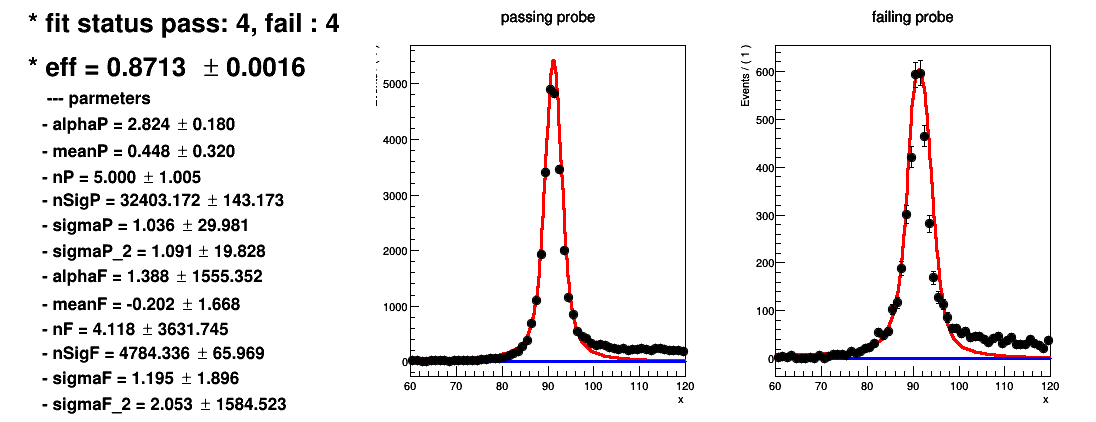 * fit status pass: 4, fail : 4
* eff = 0.8713 ± 0.0016
--- parmeters
- alphaP = 2.824 ± 0.180
- meanP = 0.448 ± 0.320
- nP = 5.000 ± 1.005
- nSigP = 32403.172 ± 143.173
- sigmaP = 1.036 ± 29.981
- sigmaP_2 = 1.091 ± 19.828
- alphaF = 1.388 ± 1555.352
- meanF = -0.202 ± 1.668
- nF = 4.118 ± 3631.745
- nSigF = 4784.336 ± 65.969
- sigmaF = 1.195 ± 1.896
- sigmaF_2 = 2.053 ± 1584.523
passing probe
5000
4000
3000
2000
1000
0
60 70 80 90 100 110 120
x
failing probe
Events / ( 1 )
600
500
400
300
200
100
0
60 70 80 90 100 110 120
x